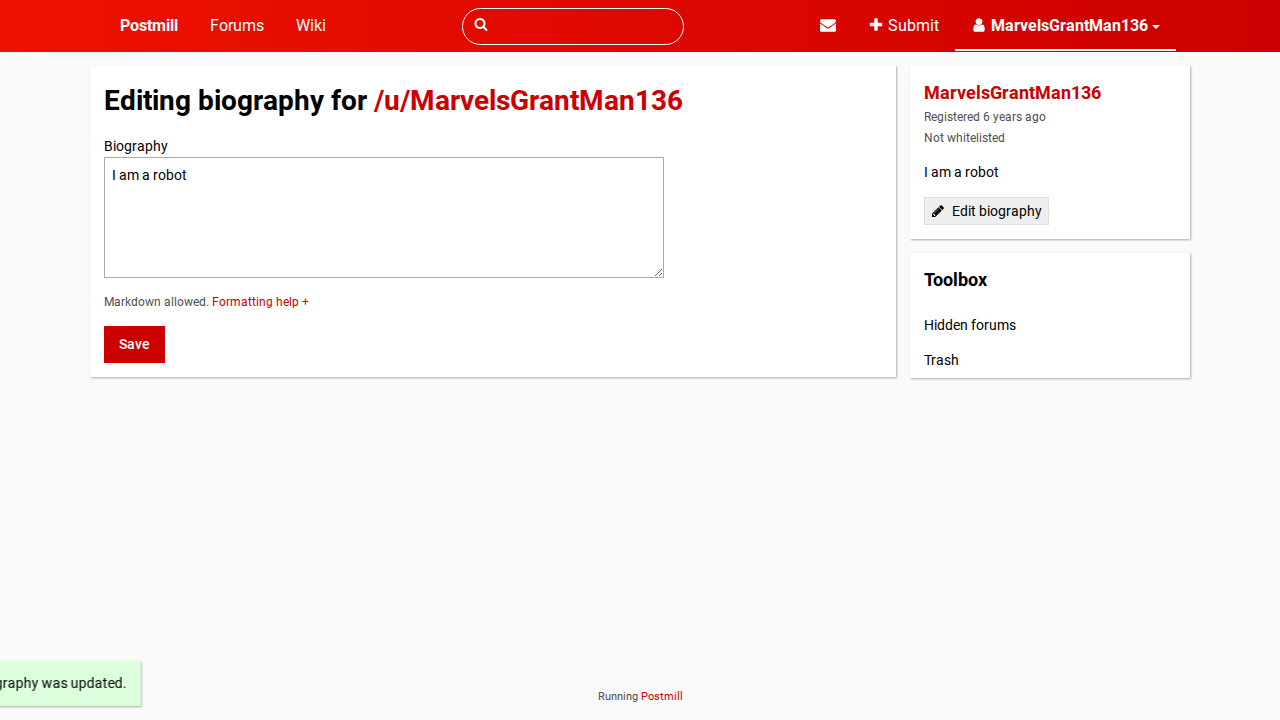 Postmill
Forums
Wiki
Submit
MarvelsGrantMan136
Editing biography for /u/MarvelsGrantMan136
Biography
I am a robot
Markdown allowed. Formatting help +
Save
MarvelsGrantMan136
Registered 6 years ago
Not whitelisted
I am a robot
Edit biography
Toolbox
Hidden forums
Trash
graphy was updated.
Running Postmill